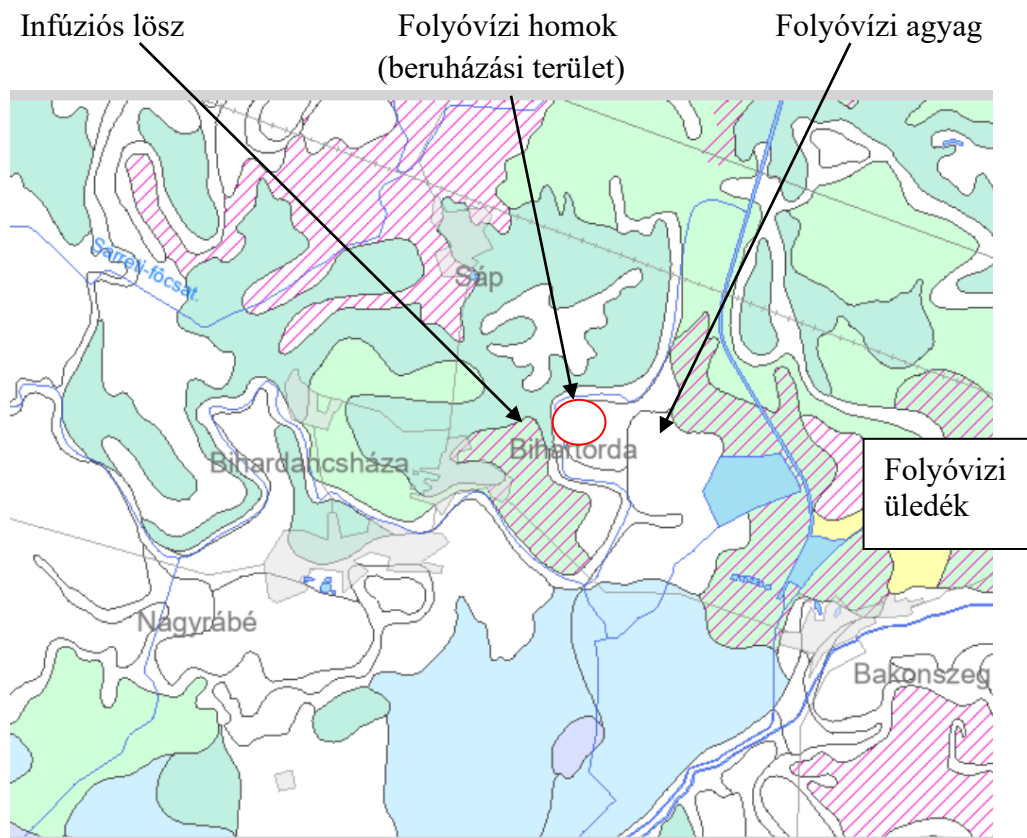 Infúziós lösz
Folyóvízi homok
(beruházási terület)
Folyóvízi agyag
Sárréti-főcsat.
Sáp
Bihartorda
Bihardancsháza
Folyóvizi
üledék
Nagyrábé
Bakonszeg